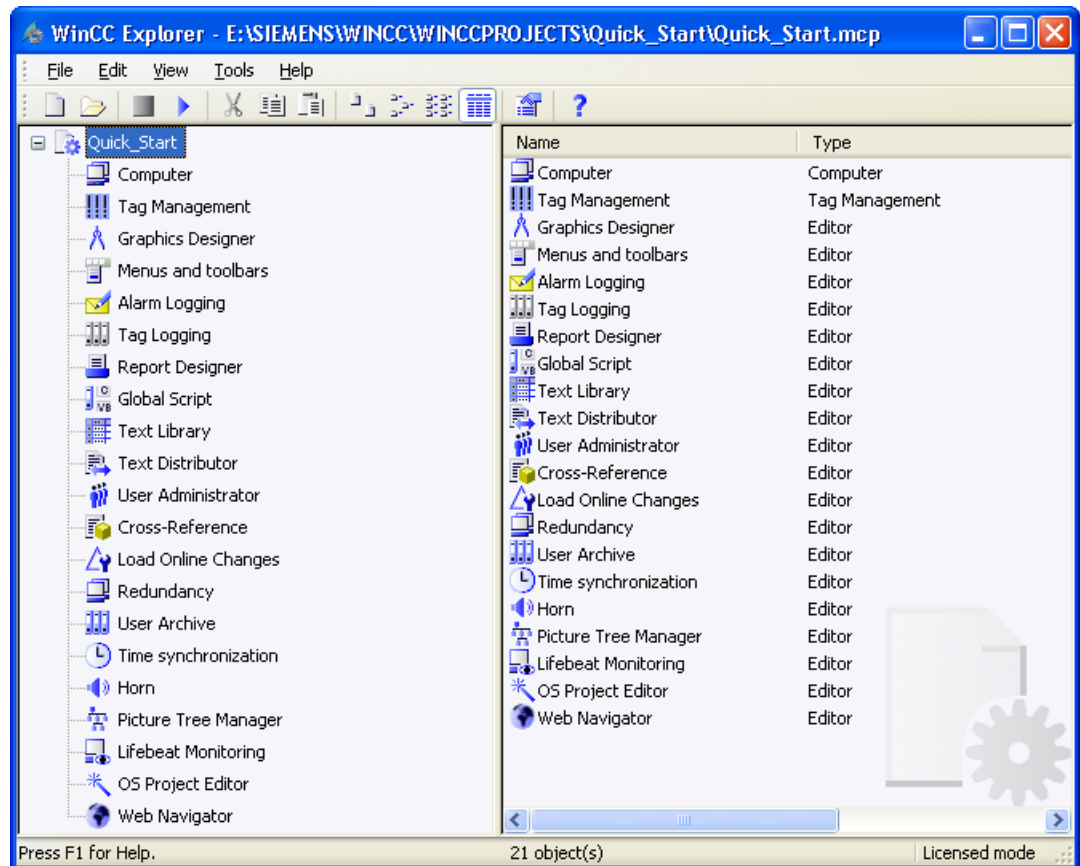 WinCC Explorer - E:\SIEMENS\WINCC\WINCCPROJECTS\Quick_Start\Quick_Start.mcp
File Edit View Tools Help
Quick_Start
Computer
Tag Management
Graphics Designer
Menus and toolbars
Alarm Logging
Tag Logging
Report Designer
Global Script
Text Library
Text Distributor
User Administrator
Cross-Reference
Load Online Changes
Redundancy
User Archive
Time synchronization
Horn
Picture Tree Manager
Lifebeat Monitoring
OS Project Editor
Web Navigator
Name Type
Computer Computer
Tag Management Tag Management
Graphics Designer Editor
Menus and toolbars Editor
Alarm Logging Editor
Tag Logging Editor
Report Designer Editor
Global Script Editor
Text Library Editor
Text Distributor Editor
User Administrator Editor
Cross-Reference Editor
Load Online Changes Editor
Redundancy Editor
User Archive Editor
Time synchronization Editor
Horn Editor
Picture Tree Manager Editor
Lifebeat Monitoring Editor
OS Project Editor Editor
Web Navigator Editor
Press F1 for Help. 21 object(s) Licensed mode